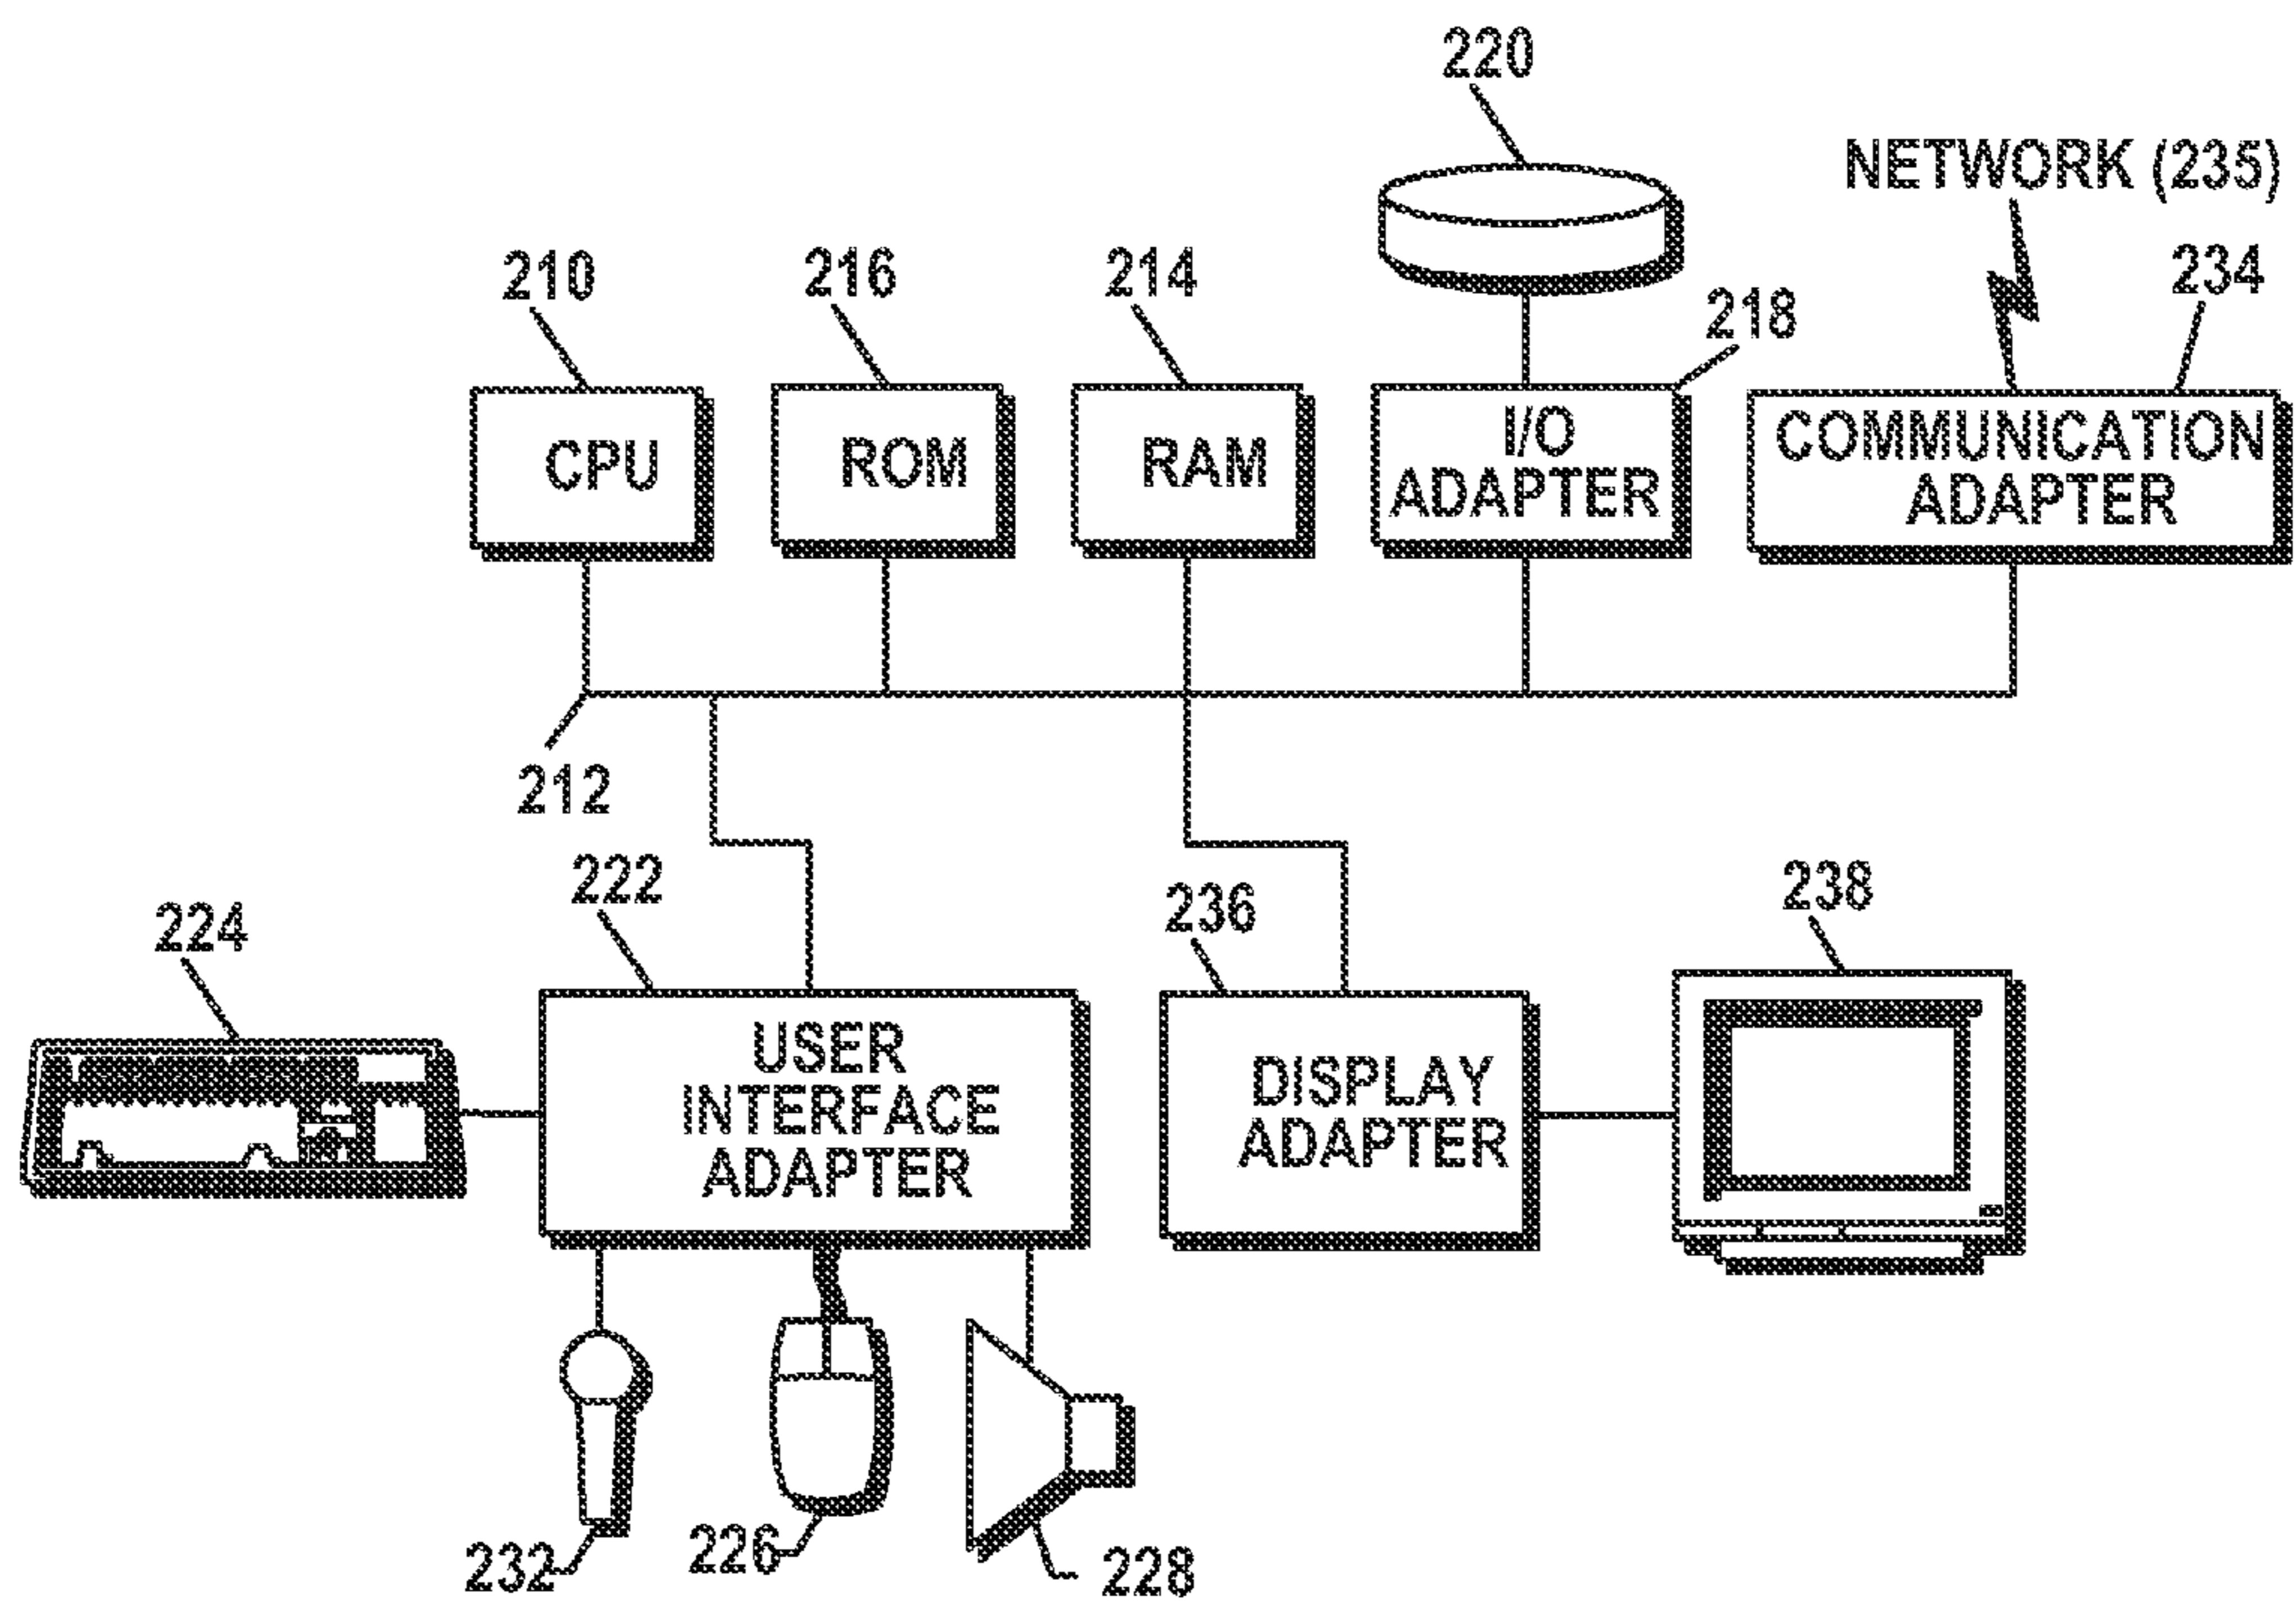 220
NETWORK (235)
210
216
214
218
234
CPU
ROM
RAM
I/O
ADAPTER
COMMUNICATION
ADAPTER
212
222
224
236
238
USER
INTERFACE
ADAPTER
DISPLAY
ADAPTER
232
226
228